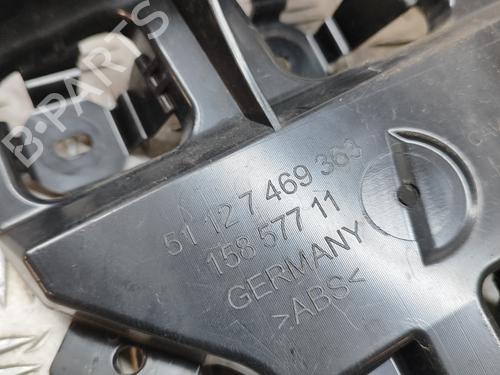 B-PARTS
51 12 7 469 363
158 577 11
GERMANY
>ABS<